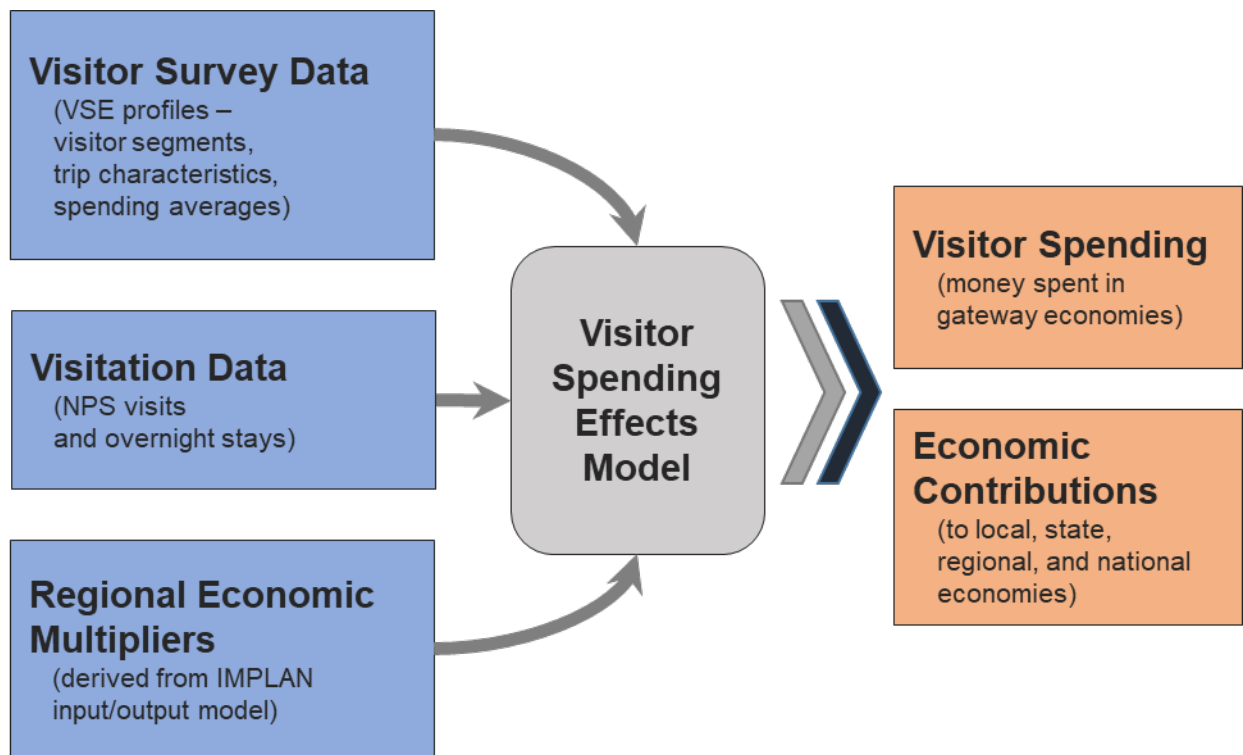 Visitor Survey Data
(VSE profiles –
visitor segments,
trip characteristics,
spending averages)
Visitation Data
(NPS visits
and overnight stays)
Regional Economic
Multipliers
(derived from IMPLAN
input/output model)
Visitor
Spending
Effects
Model
Visitor Spending
(money spent in
gateway economies)
Economic
Contributions
(to local, state,
regional, and national
economies)